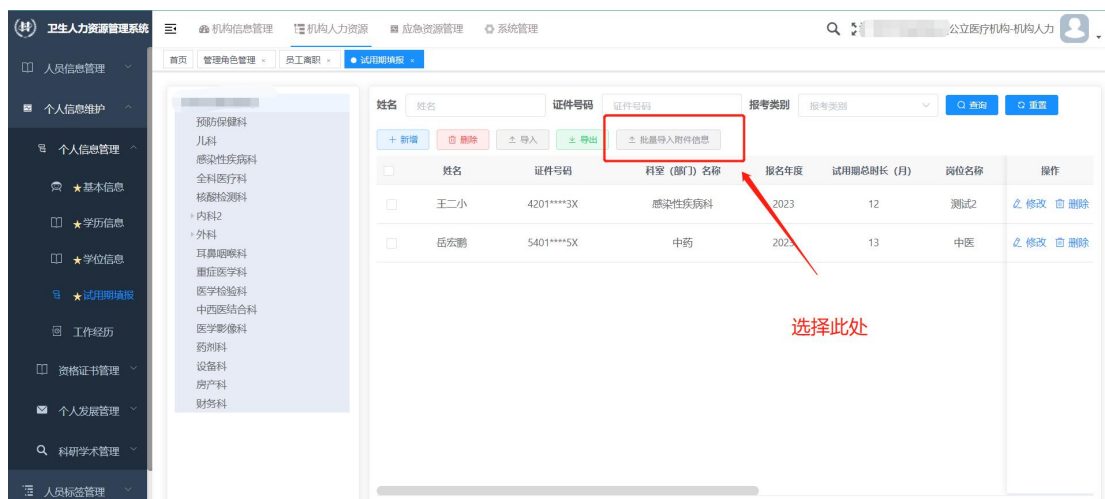 卫生人力资源管理系统
机构信息管理 机构人力资源 应急资源管理 系统管理
公立医疗机构-机构人力
首页 管理角色管理 × 员工离职 × 试用期填报 ×
人员信息管理
个人信息维护
个人信息管理
★基本信息
★学历信息
★学位信息
★试用期填报
工作经历
资格证书管理
个人发展管理
科研学术管理
人员标签管理
预防保健科
儿科
感染性疾病科
全科医疗科
核酸检测科
内科2
外科
耳鼻咽喉科
重症医学科
医学检验科
中西医结合科
医学影像科
药剂科
设备科
房产科
财务科
姓名 姓名 证件号码 证件号码 报考类别 报考类别 查询 重置
+ 新增 删除 导入 导出 批量导入附件信息
姓名 证件号码 科室（部门）名称 报名年度 试用期总时长（月） 岗位名称 操作
王二小 4201****3X 感染性疾病科 2023 12 测试2 修改 删除
岳宏鹏 5401****5X 中药 2023 13 中医 修改 删除
选择此处